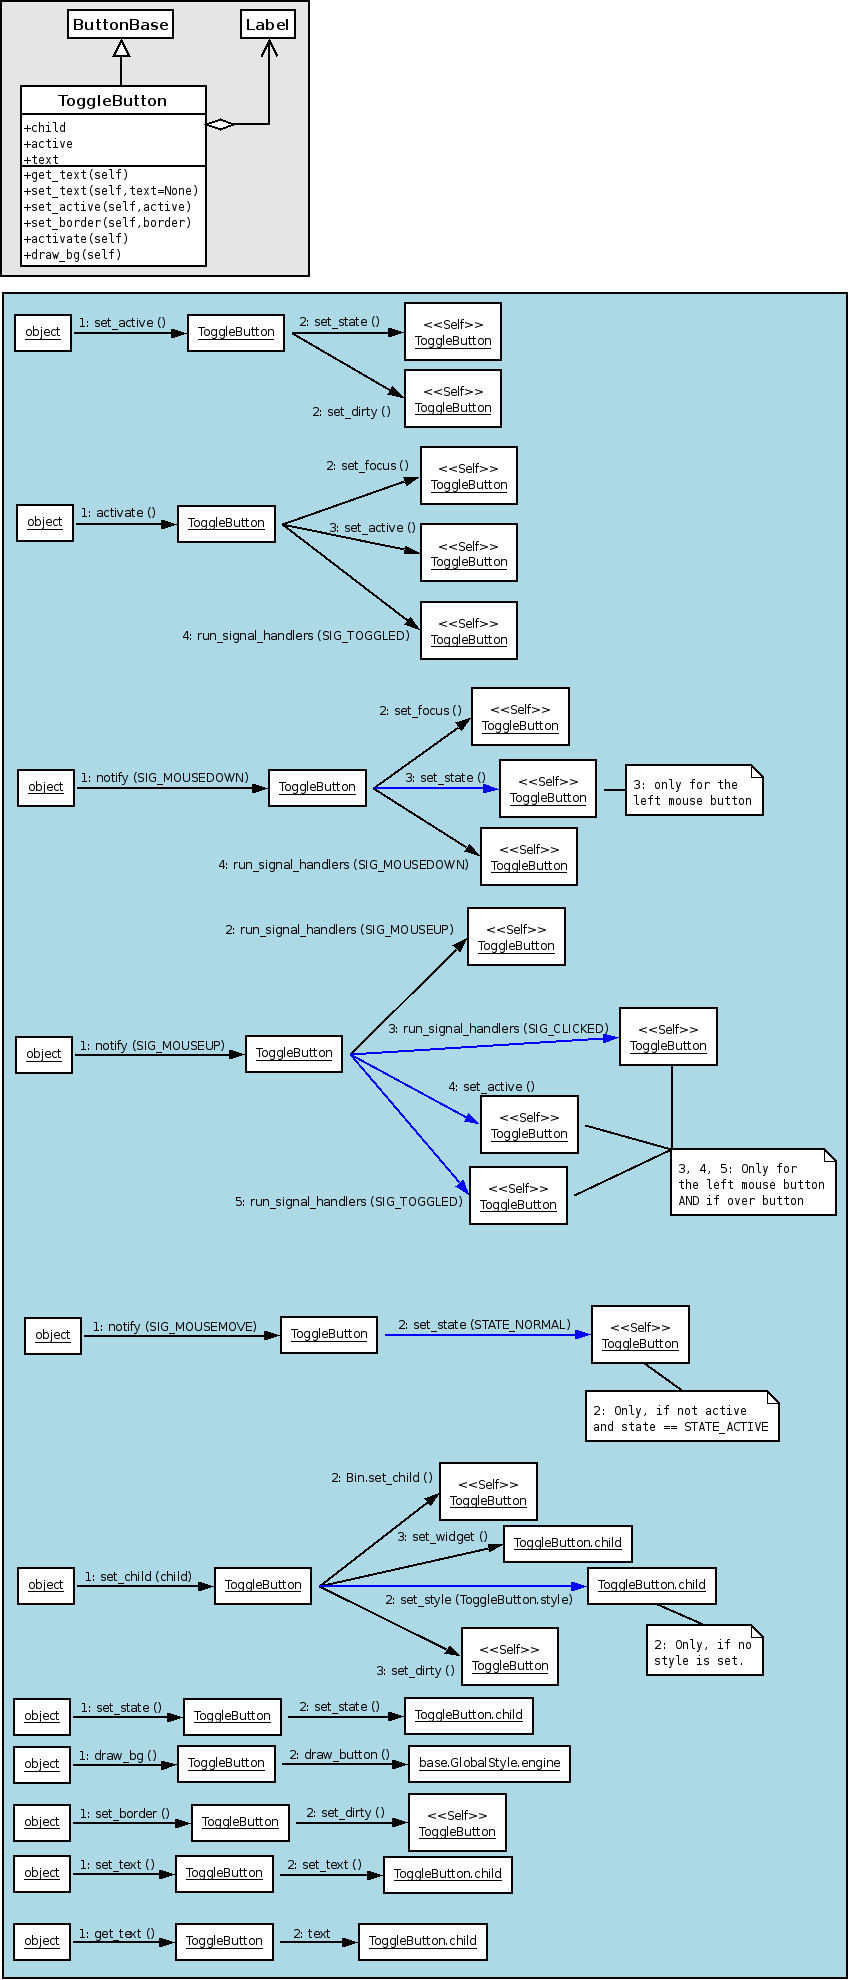 ButtonBase
Label
ToggleButton
+child
+active
+text
+get_text(self)
+set_text(self,text=None)
+set_active(self,active)
+set_border(self,border)
+activate(self)
+draw_bg(self)
object
1: set_active ()
ToggleButton
2: set_state ()
<<Self>>
ToggleButton
2: set_dirty ()
<<Self>>
ToggleButton
object
1: activate ()
ToggleButton
2: set_focus ()
<<Self>>
ToggleButton
3: set_active ()
<<Self>>
ToggleButton
4: run_signal_handlers (SIG_TOGGLED)
<<Self>>
ToggleButton
object
1: notify (SIG_MOUSEDOWN)
ToggleButton
2: set_focus ()
<<Self>>
ToggleButton
3: set_state ()
<<Self>>
ToggleButton
3: only for the
left mouse button
4: run_signal_handlers (SIG_MOUSEDOWN)
<<Self>>
ToggleButton
object
1: notify (SIG_MOUSEUP)
ToggleButton
2: run_signal_handlers (SIG_MOUSEUP)
<<Self>>
ToggleButton
3: run_signal_handlers (SIG_CLICKED)
<<Self>>
ToggleButton
4: set_active ()
<<Self>>
ToggleButton
5: run_signal_handlers (SIG_TOGGLED)
<<Self>>
ToggleButton
3, 4, 5: Only for
the left mouse button
AND if over button
object
1: notify (SIG_MOUSEMOVE)
ToggleButton
2: set_state (STATE_NORMAL)
<<Self>>
ToggleButton
2: Only, if not active
and state == STATE_ACTIVE
object
1: set_child (child)
ToggleButton
2: Bin.set_child ()
<<Self>>
ToggleButton
3: set_widget ()
ToggleButton.child
2: set_style (ToggleButton.style)
ToggleButton.child
2: Only, if no
style is set.
3: set_dirty ()
<<Self>>
ToggleButton
object
1: set_state ()
ToggleButton
2: set_state ()
ToggleButton.child
object
1: draw_bg ()
ToggleButton
2: draw_button ()
base.GlobalStyle.engine
object
1: set_border ()
ToggleButton
2: set_dirty ()
<<Self>>
ToggleButton
object
1: set_text ()
ToggleButton
2: set_text ()
ToggleButton.child
object
1: get_text ()
ToggleButton
2: text
ToggleButton.child